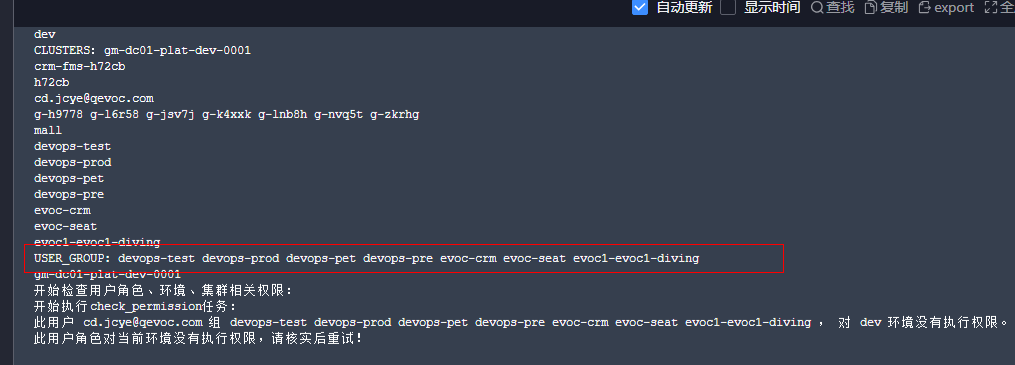 自动更新 显示时间 查找 复制 export 全
dev
CLUSTERS: gm-dc01-plat-dev-0001
crm-fms-h72cb
h72cb
cd.jcye@qevoc.com
g-h9778 g-l6r58 g-jsv7j g-k4xxk g-lnb8h g-nvq5t g-zkrhg
mall
devops-test
devops-prod
devops-pet
devops-pre
evoc-crm
evoc-seat
evoc1-evoc1-diving
USER_GROUP: devops-test devops-prod devops-pet devops-pre evoc-crm evoc-seat evoc1-evoc1-diving
gm-dc01-plat-dev-0001
开始检查用户角色、环境、集群相关权限：
开始执行check_permission任务：
此用户 cd.jcye@qevoc.com 组 devops-test devops-prod devops-pet devops-pre evoc-crm evoc-seat evoc1-evoc1-diving ， 对 dev 环境没有执行权限。
此用户角色对当前环境没有执行权限，请核实后重试！